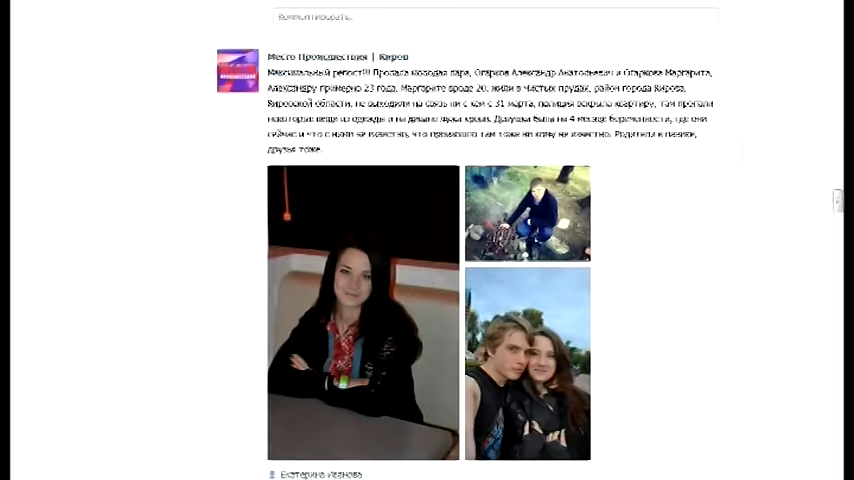 Комментировать..
Место Происшествия | Киров
Максимальный репост!!! Пропала молодая пара, Огарков Александр Анатольевич и Огаркова Маргарита,
Александру примерно 23 года, Маргарите вроде 20, жили в Чистых прудах, район города Кирова,
Кировской области, не выходили на связь ни с кем с 31 марта, полиция вскрыла квартиру, там пропали
некоторые вещи из одежды и на диване лужа крови. Девушка была на 4 месяце беременности, где они
сейчас и что с ними не известно, что произошло там тоже ни кому не известно. Родители в панике,
друзья тоже.
Екатерина Иванова